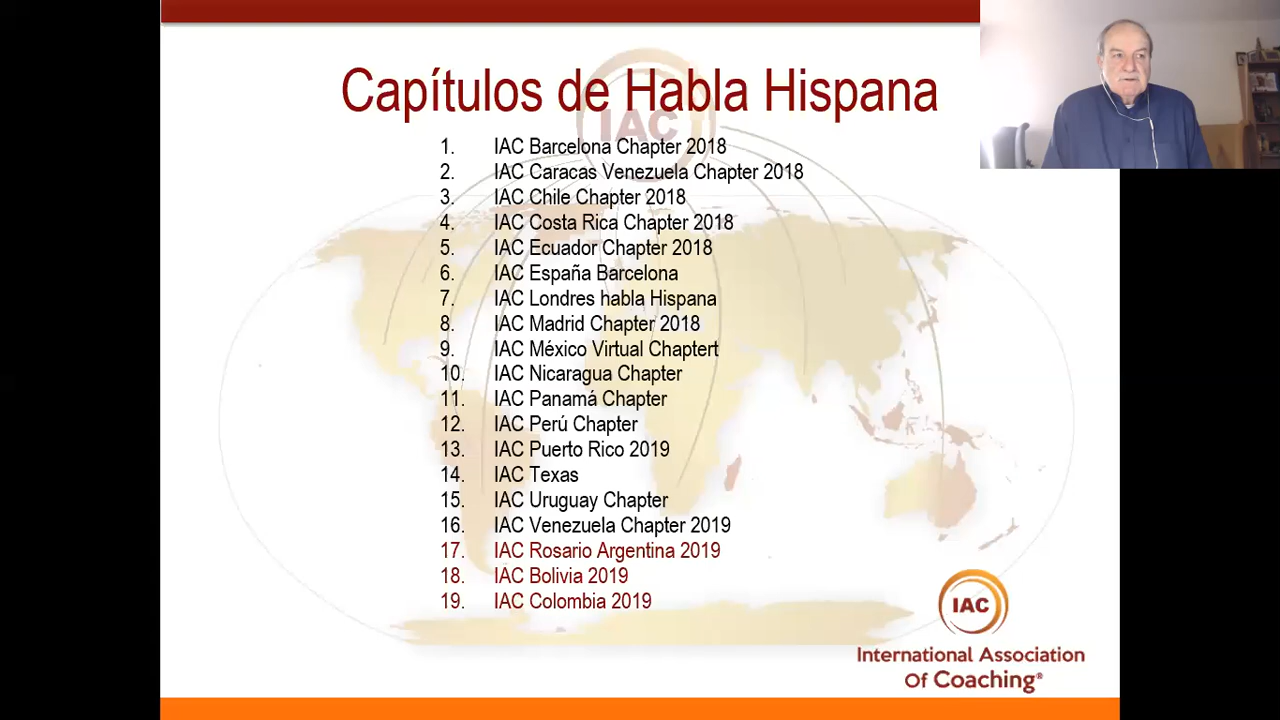 Capítulos de Habla Hispana
IAC
1. IAC Barcelona Chapter 2018
2. IAC Caracas Venezuela Chapter 2018
3. IAC Chile Chapter 2018
4. IAC Costa Rica Chapter 2018
5. IAC Ecuador Chapter 2018
6. IAC España Barcelona
7. IAC Londres habla Hispana
8. IAC Madrid Chapter 2018
9. IAC México Virtual Chaptert
10. IAC Nicaragua Chapter
11. IAC Panamá Chapter
12. IAC Perú Chapter
13. IAC Puerto Rico 2019
14. IAC Texas
15. IAC Uruguay Chapter
16. IAC Venezuela Chapter 2019
17. IAC Rosario Argentina 2019
18. IAC Bolivia 2019
19. IAC Colombia 2019
IAC
International Association
Of Coaching®